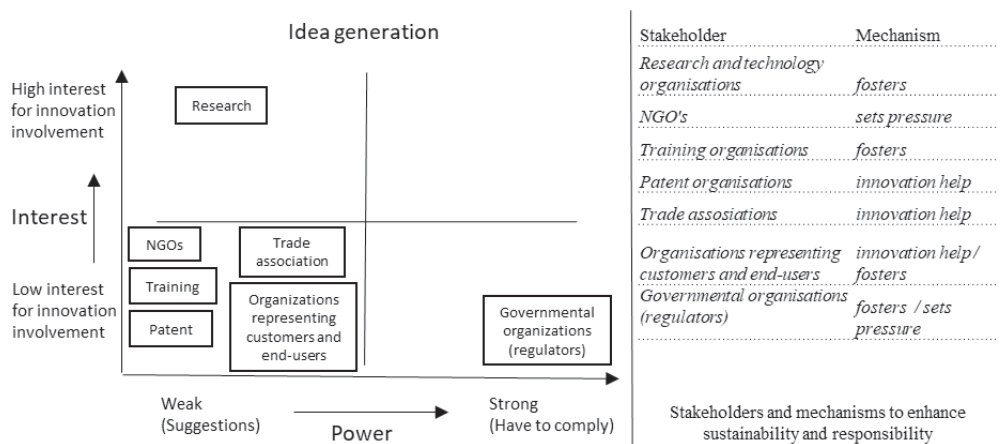 Idea generation
High interest
for innovation
involvement
Research
Interest
NGOs
Trade
association
Training
Low interest
for innovation
involvement
Patent
Organizations
representing
customers and
end-users
Governmental
organizations
(regulators)
Weak
(Suggestions)
Power
Strong
(Have to comply)
Stakeholder Mechanism
Research and technology
organisations fosters
NGO's sets pressure
Training organisations fosters
Patent organisations innovation help
Trade assosiations innovation help
Organisations representing innovation help/
customers and end-users fosters
Governmental organisations
(regulators) fosters / sets
pressure
Stakeholders and mechanisms to enhance
sustainability and responsibility